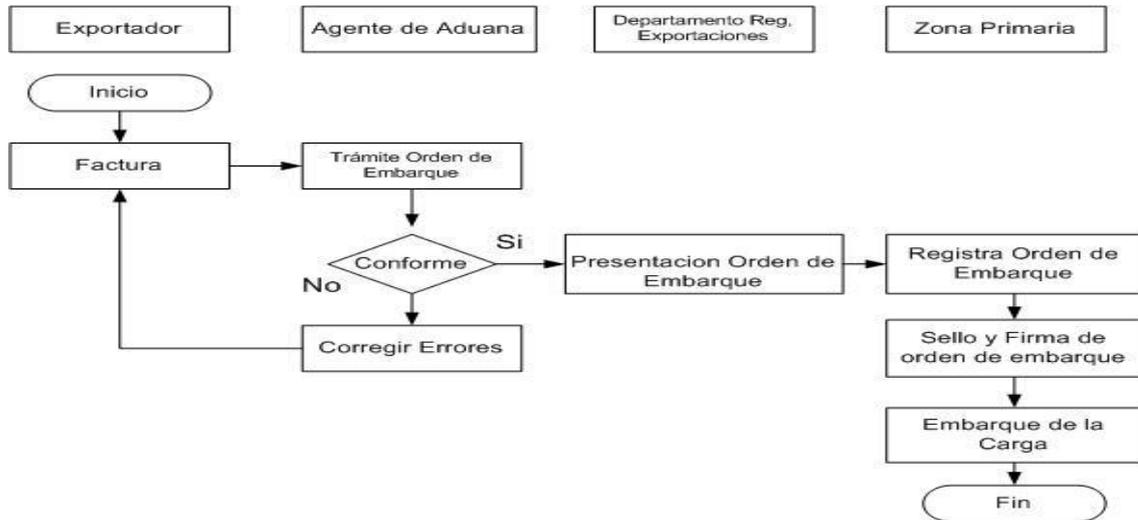 Exportador
Agente de Aduana
Departamento Reg,
Exportaciones
Zona Primaria
Inicio
Factura
Trámite Orden de
Embarque
Conforme
Si
No
Presentacion Orden de
Embarque
Registra Orden de
Embarque
Corregir Errores
Sello y Firma de
orden de embarque
Embarque de la
Carga
Fin